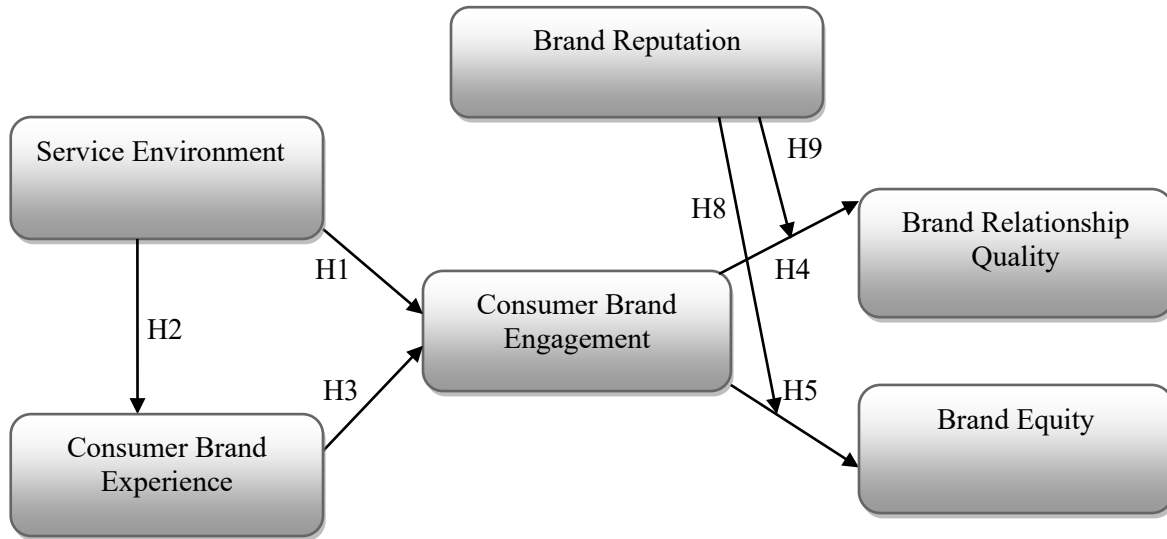 Brand Reputation
Service Environment
H9
H8
Brand Relationship
Quality
H1
H4
Consumer Brand
Engagement
H2
H3
H5
Brand Equity
Consumer Brand
Experience